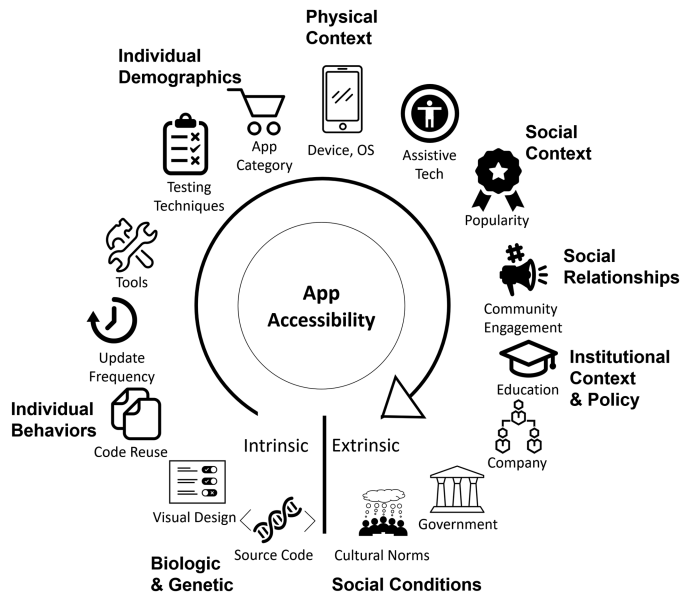 Physical
Context
Individual
Demographics
App
Category
Device, OS
Assistive
Tech
Social
Context
Testing
Techniques
Popularity
Tools
Social
Relationships
#
Community
Engagement
App
Accessibility
Update
Frequency
Institutional
Context
& Policy
Education
Individual
Behaviors
Code Reuse
Intrinsic
Extrinsic
Company
Visual Design
Government
Source Code
Cultural Norms
Biologic
& Genetic
Social Conditions